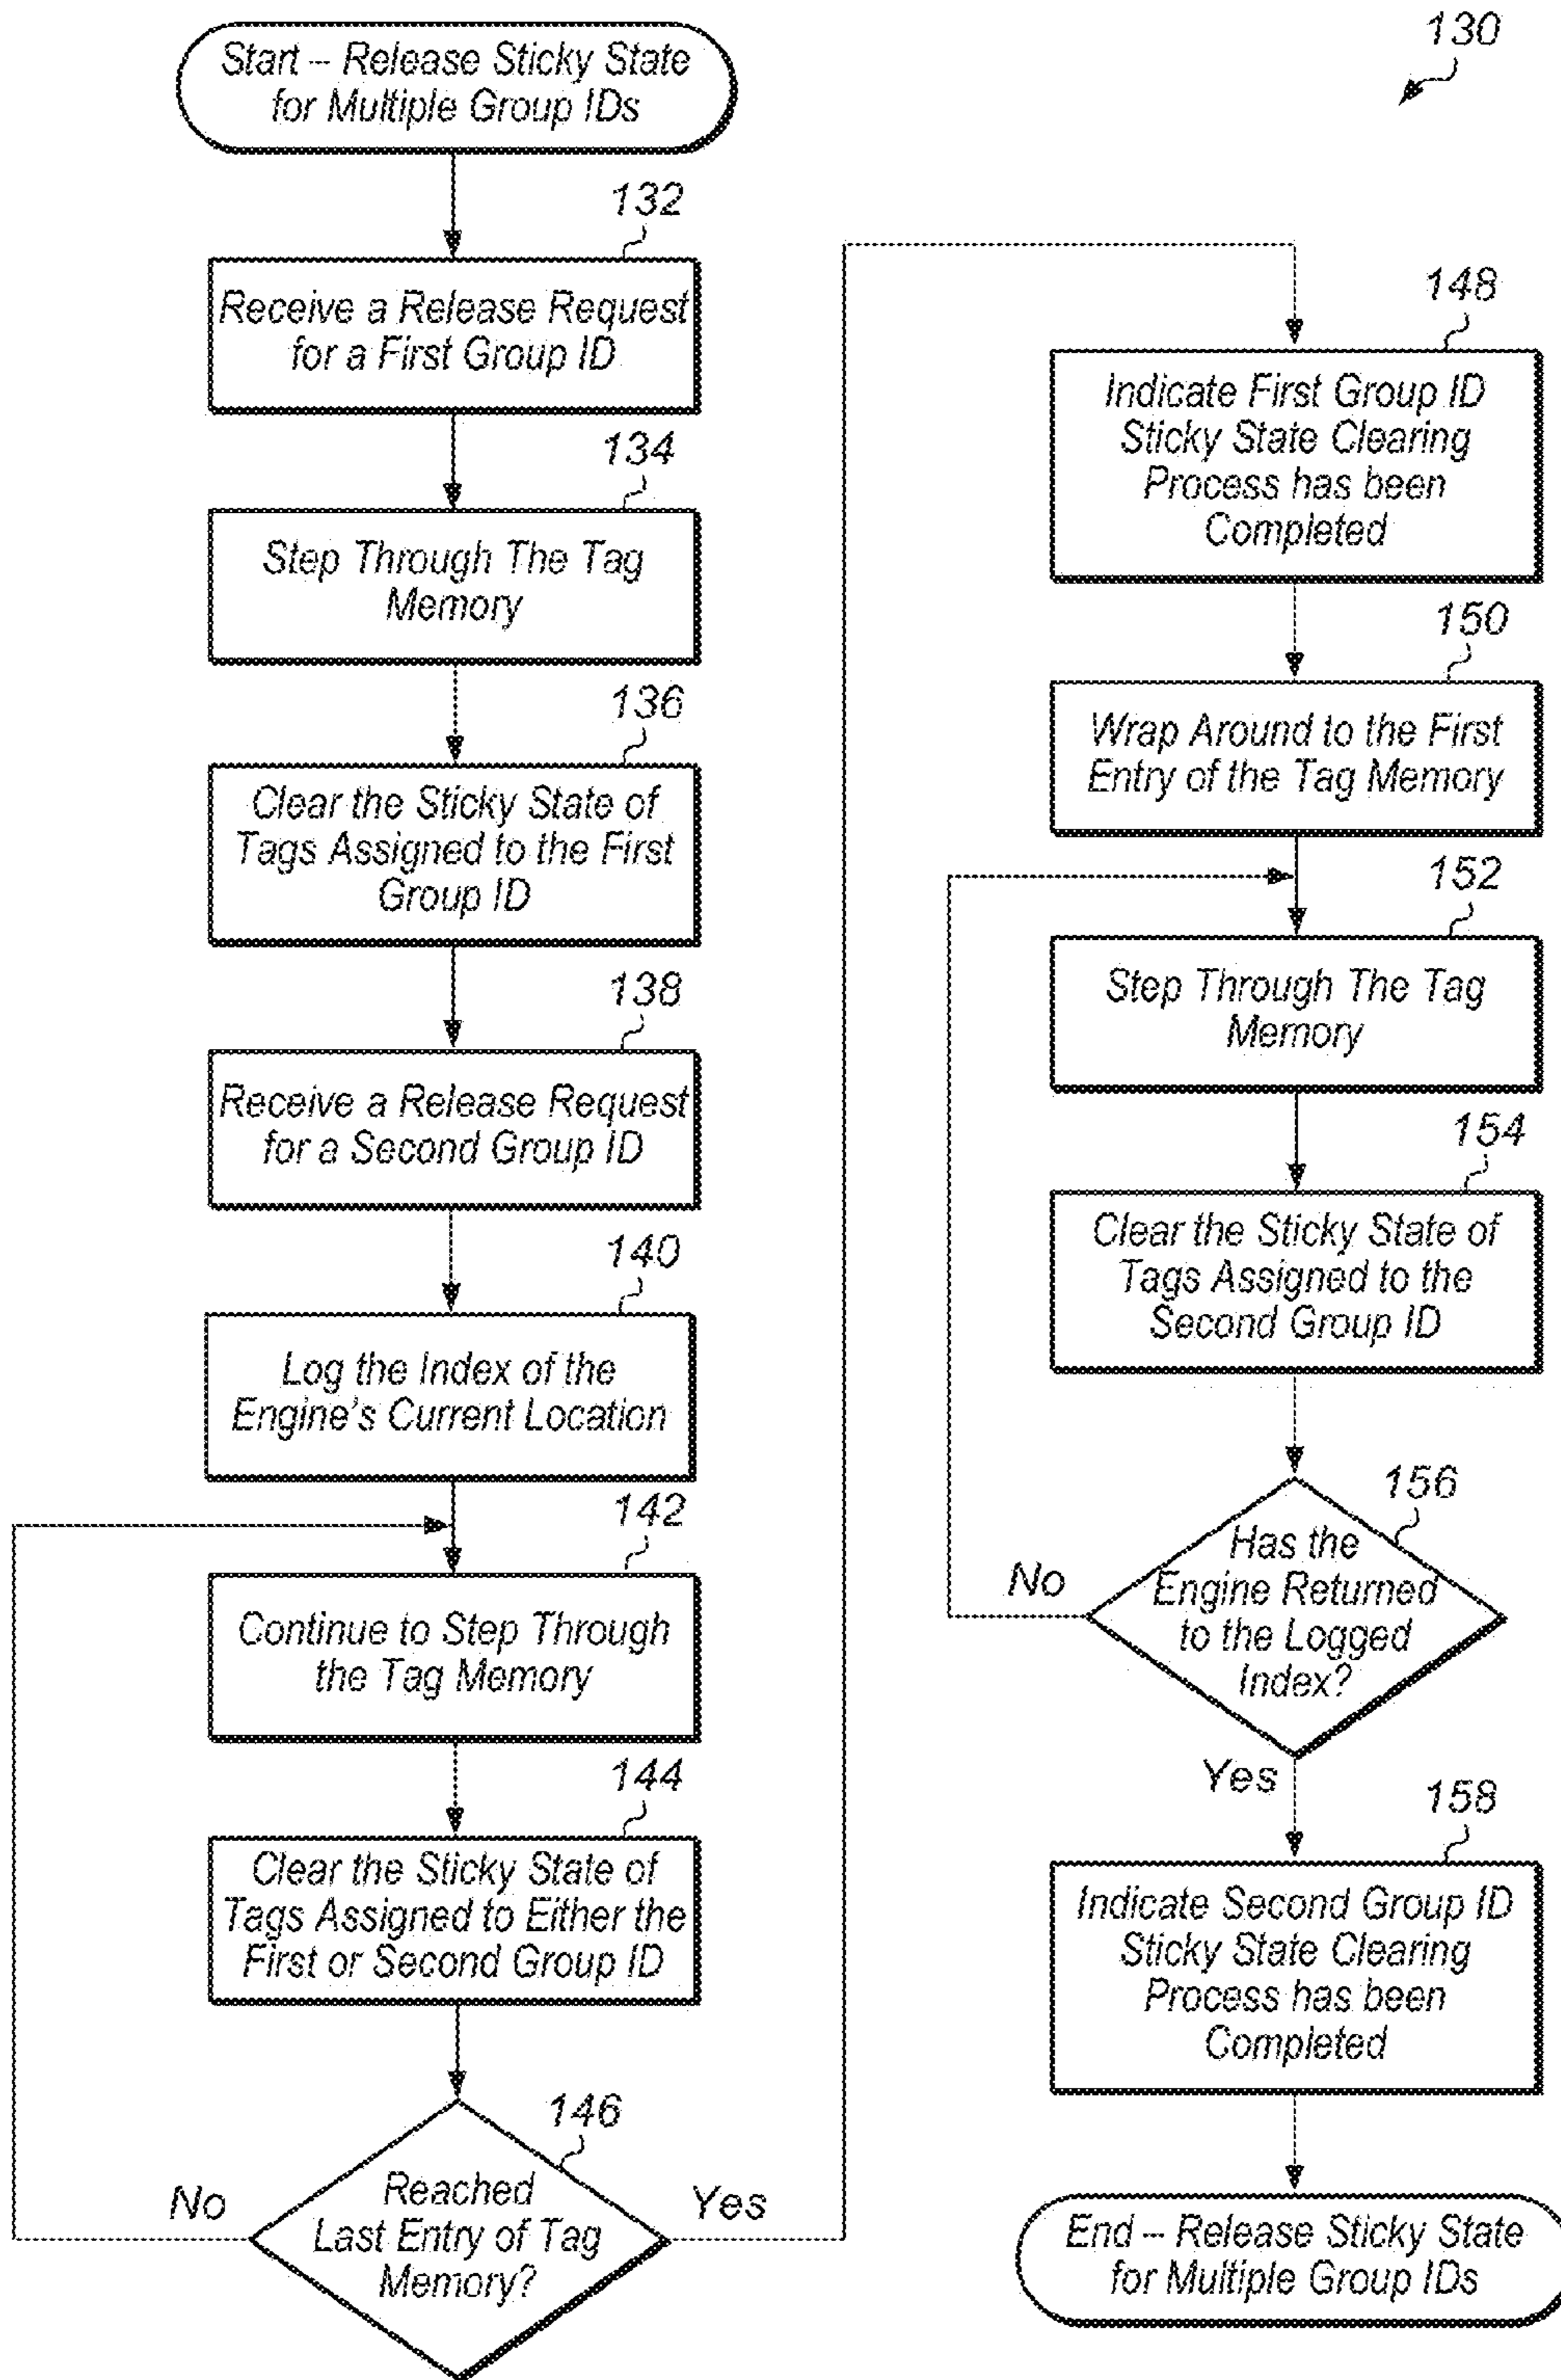 130
Start – Release Sticky State
for Multiple Group IDs
132
Receive a Release Request
for a First Group ID
134
Step Through The Tag
Memory
136
Clear the Sticky State of
Tags Assigned to the First
Group ID
138
Receive a Release Request
for a Second Group ID
140
Log the Index of the
Engine's Current Location
142
Continue to Step Through
the Tag Memory
144
Clear the Sticky State of
Tags Assigned to Either the
First or Second Group ID
146
Reached
Last Entry of Tag
Memory?
No
Yes
148
Indicate First Group ID
Sticky State Clearing
Process has been
Completed
150
Wrap Around to the First
Entry of the Tag Memory
152
Step Through The Tag
Memory
154
Clear the Sticky State of
Tags Assigned to the
Second Group ID
156
Has the
Engine Returned
to the Logged
Index?
No
Yes
158
Indicate Second Group ID
Sticky State Clearing
Process has been
Completed
End – Release Sticky State
for Multiple Group IDs